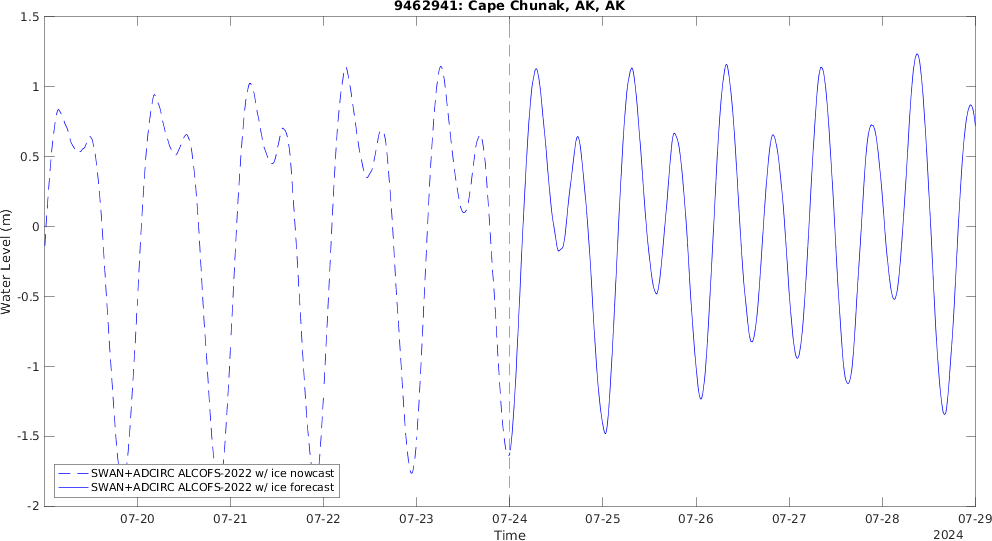 9462941: Cape Chunak, AK, AK
Water Level (m)
1.5
1
0.5
0
-0.5
-1
-1.5
-2
SWAN+ADCIRC ALCOFS-2022 w/ ice nowcast
SWAN+ADCIRC ALCOFS-2022 w/ ice forecast
07-20 07-21 07-22 07-23 07-24 07-25 07-26 07-27 07-28 07-29
Time
2024